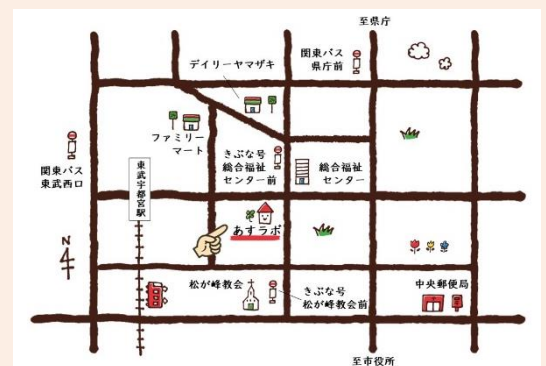 至県庁
関東バス
県庁前
デイリーヤマザキ
ファミリー
マート
きぶな号
総合福祉
センター前
総合福祉
センター
関東バス
東武西口
東武宇都宮駅
あすラボ
N
松が峰教会
きぶな号
松が峰教会前
中央郵便局
至市役所